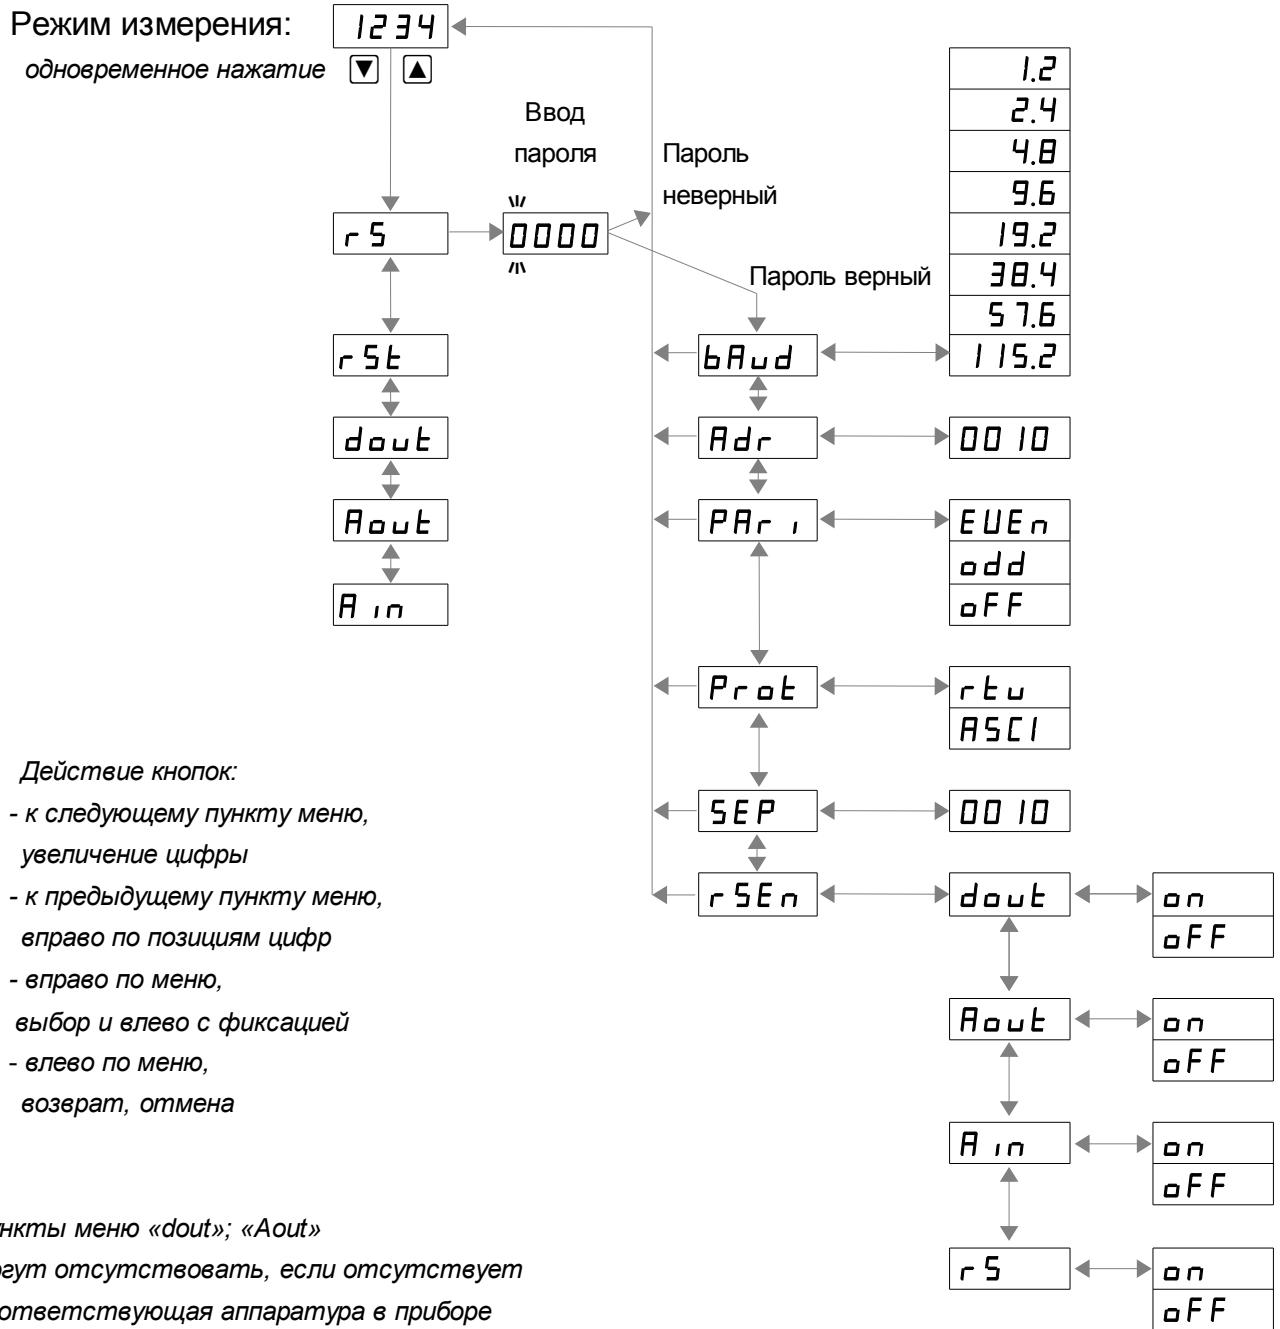 Режим измерения:
1234
одновременное нажатие
Ввод
пароля
Пароль
неверный
Пароль верный
rS
0000
rSt
dout
Aout
Ain
1.2
2.4
4.8
9.6
19.2
38.4
57.6
115.2
bAud
Adr
0010
PAri
EVEn
odd
oFF
Prot
rtu
ASCI
SEP
0010
rSEn
dout
on
oFF
Aout
on
oFF
Ain
on
oFF
rS
on
oFF
Действие кнопок:
- к следующему пункту меню,
увеличение цифры
- к предыдущему пункту меню,
вправо по позициям цифр
- вправо по меню,
выбор и влево с фиксацией
- влево по меню,
возврат, отмена
нкты меню «dout»; «Aout»
гут отсутствовать, если отсутствует
ответствующая аппаратура в приборе